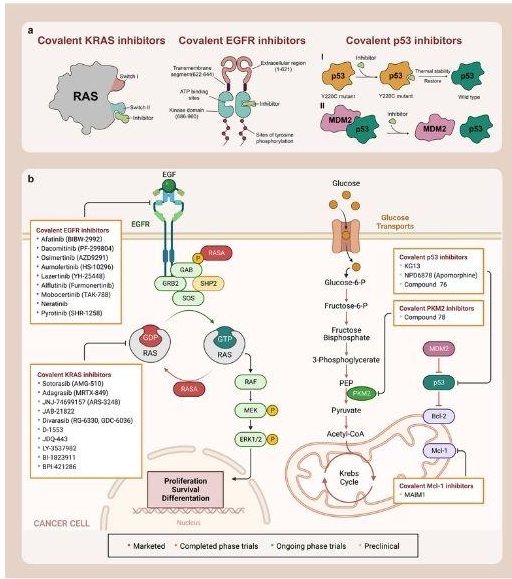 a
Covalent KRAS inhibitors
Covalent EGFR inhibitors
Covalent p53 inhibitors
RAS
Switch I
Switch II
Inhibitor
Transmembrane
segment(622-644)
Extracellular region
(1-621)
ATP binding
sites
Kinase domain
(686-960)
Inhibitor
Sites of tyrosine
phosphorylation
I
p53
Inhibitor
p53
Thermal stability
Restore
p53
Y220C mutant
Y220C mutant
Wild type
II
MDM2
p53
Inhibitor
MDM2
p53
b
EGF
EGFR
Covalent EGFR inhibitors
• Afatinib (BIBW-2992)
• Dacomitinib (PF-299804)
• Osimertinib (AZD9291)
• Aumolertinib (HS-10296)
• Lazertinib (YH-25448)
• Alflutinib (Furmonertinib)
• Mobocertinib (TAK-788)
• Neratinib
• Pyrotinib (SHR-1258)
RASA
P
GAB
GRB2
SHP2
SOS
GDP
RAS
GTP
RAS
RASA
RAF
MEK
P
ERK1/2
P
Covalent KRAS inhibitors
• Sotorasib (AMG-510)
• Adagrasib (MRTX-849)
• JNJ-74699157 (ARS-3248)
• JAB-21822
• Divarasib (RG-6330, GDC-6036)
• D-1553
• JDQ-443
• LY-3537982
• BI-1823911
• BPI-421286
Proliferation
Survival
Differentation
Nucleus
CANCER CELL
Glucose
Glucose
Transports
Glucose-6-P
Fructose-6-P
Fructose
Bisphosphate
3-Phosphoglycerate
PEP
PKM2
Pyruvate
Acetyl-CoA
Krebs
Cycle
Covalent p53 inhibitors
• KG13
• NPD6878 (Apomorphine)
• Compound 76
Covalent PKM2 inhibitors
• Compound 78
MDM2
p53
Bcl-2
Mcl-1
Covalent Mcl-1 inhibitors
• MAIM1
• Marketed
• Completed phase trials
• Ongoing phase trials
• Preclinical